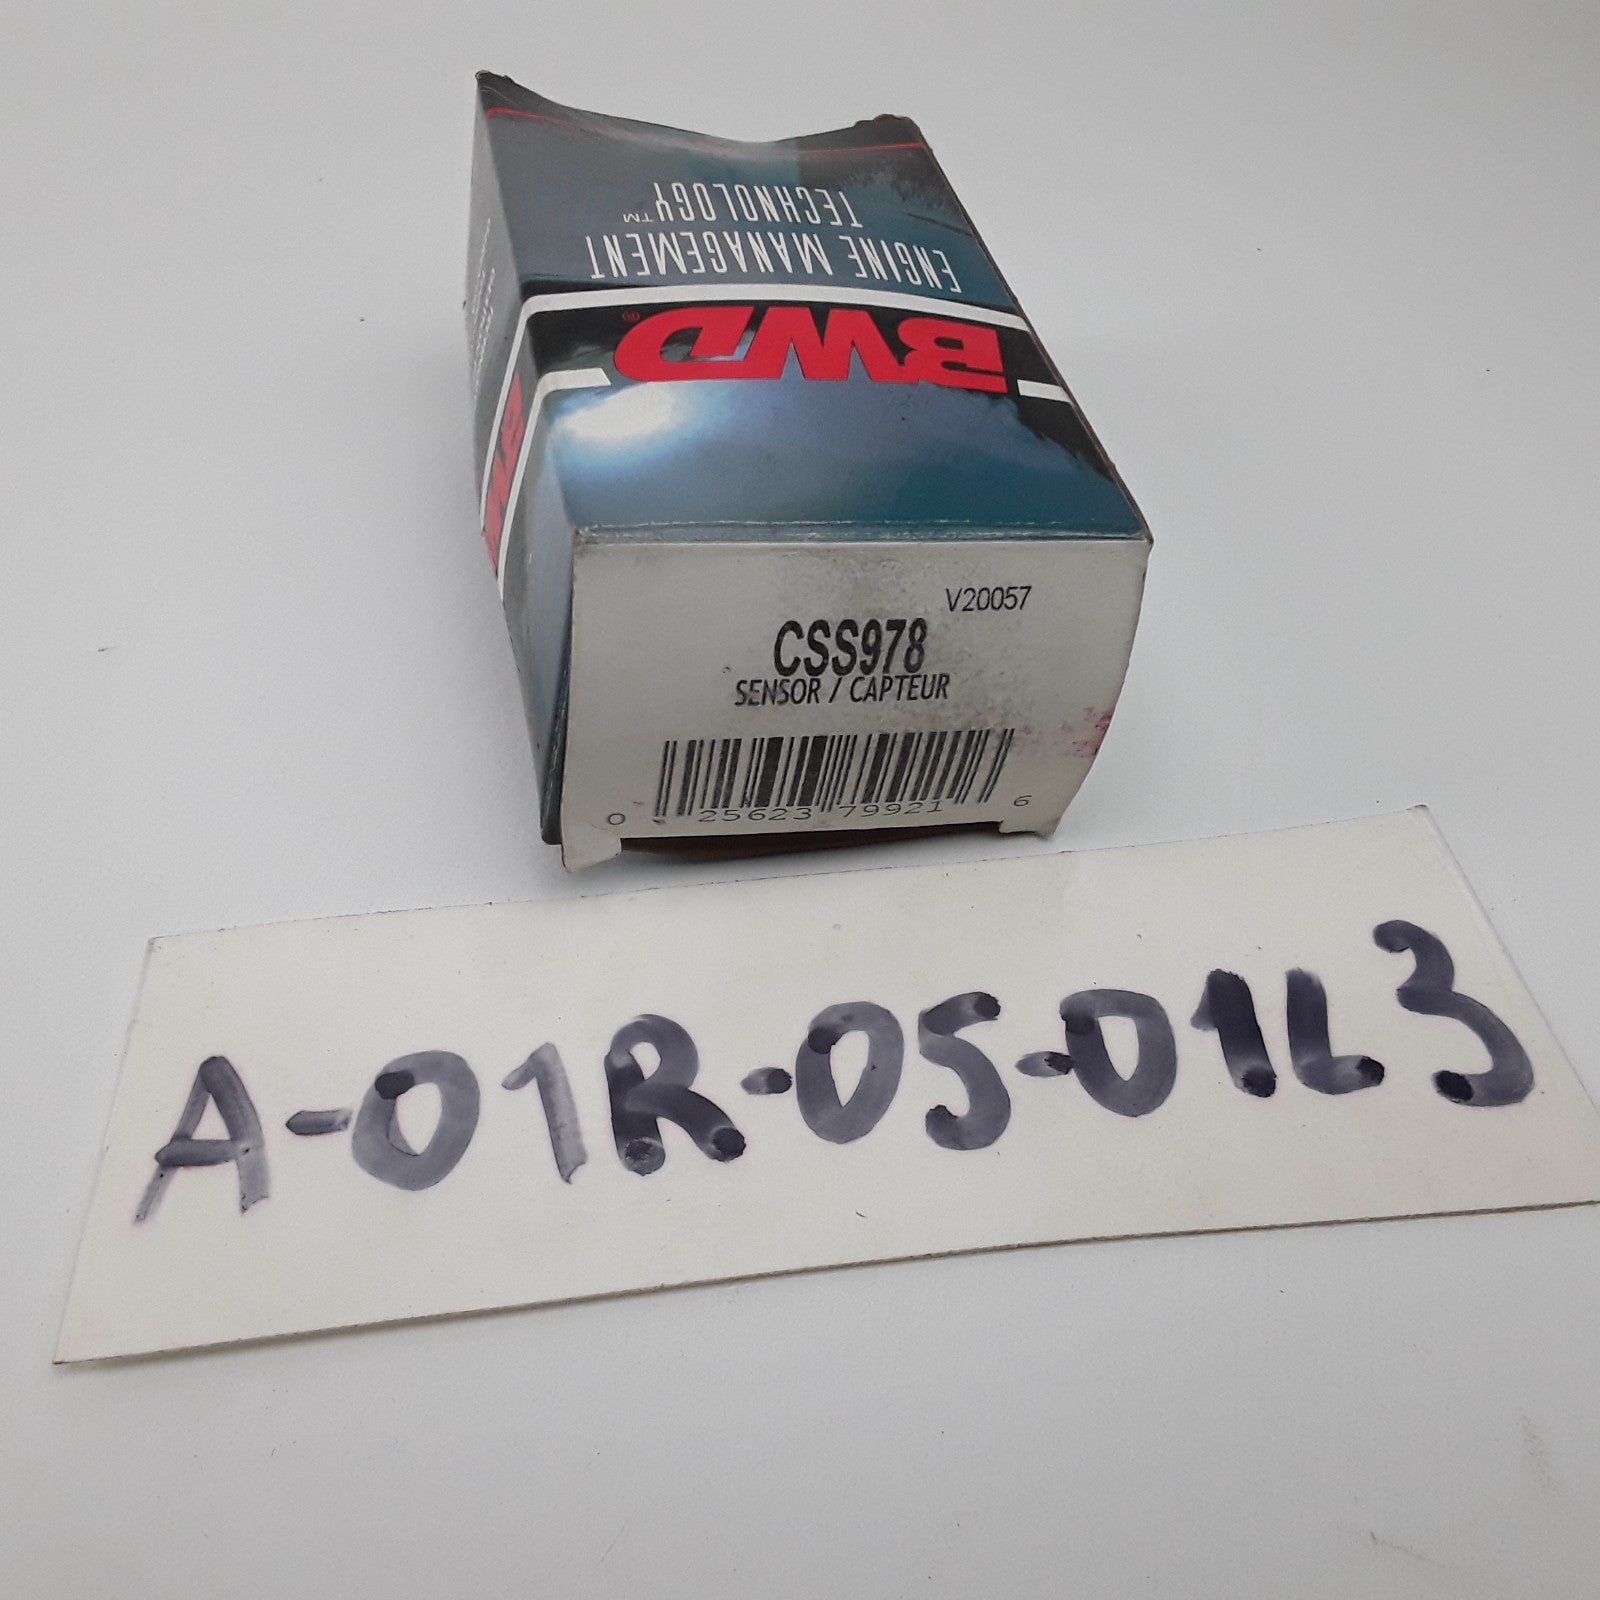 ENGINE MANAGEMENT
TECHNOLOGY™
BWD®
V20057
CSS978
SENSOR / CAPTEUR
0 25623 79921 6
A-01R-05-01L3